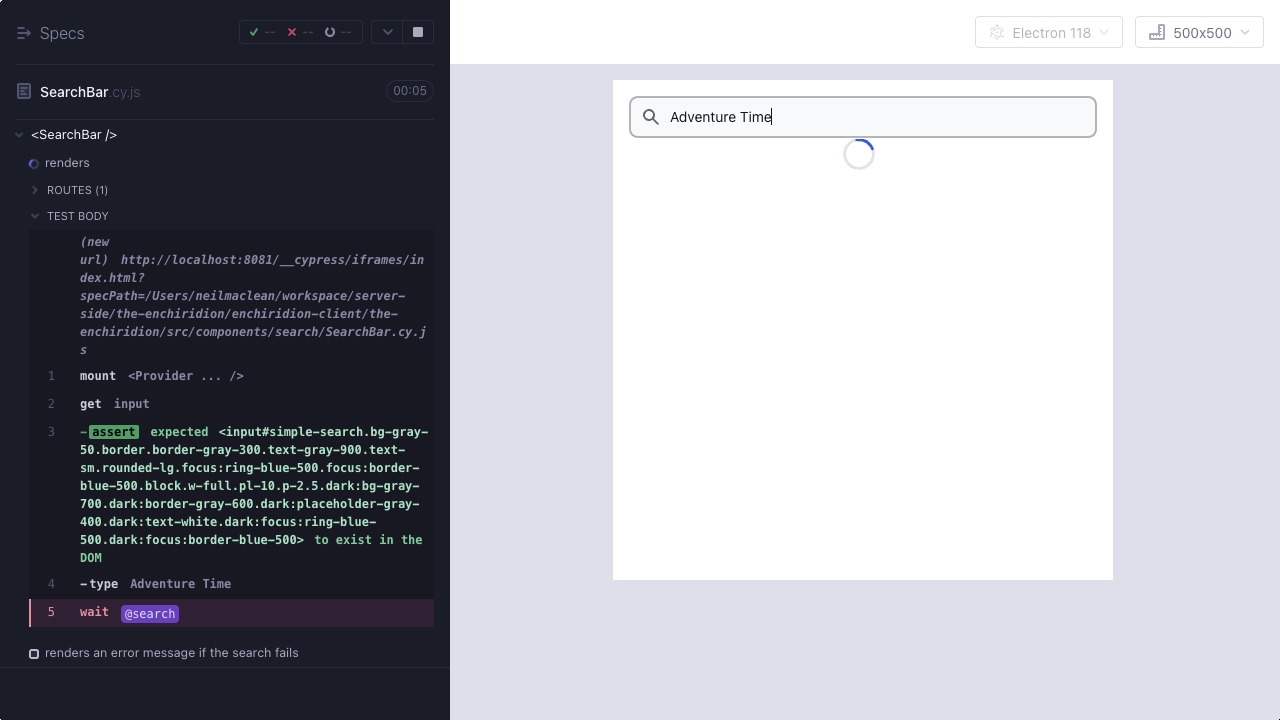 Specs
-- -- --
Electron 118
500x500
SearchBar.cy.js
00:05
<SearchBar />
renders
ROUTES (1)
TEST BODY
(new
url) http://localhost:8081/__cypress/iframes/in
dex.html?
specPath=/Users/neilmaclean/workspace/server-
side/the-enchiridion/enchiridion-client/the-
enchiridion/src/components/search/SearchBar.cy.j
s
1 mount <Provider ... />
2 get input
3 -assert expected <input#simple-search.bg-gray-
50.border.border-gray-300.text-gray-900.text-
sm.rounded-lg.focus:ring-blue-500.focus:border-
blue-500.block.w-full.pl-10.p-2.5.dark:bg-gray-
700.dark:border-gray-600.dark:placeholder-gray-
400.dark:text-white.dark:focus:ring-blue-
500.dark:focus:border-blue-500> to exist in the
DOM
4 -type Adventure Time
5 wait @search
renders an error message if the search fails
Adventure Time